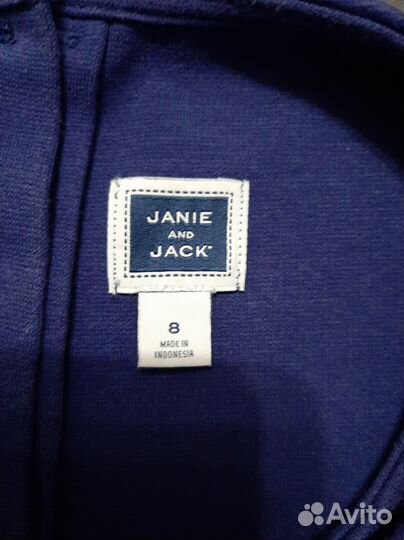 JANIE
AND
JACK
8
MADE IN
INDONESIA
Avito